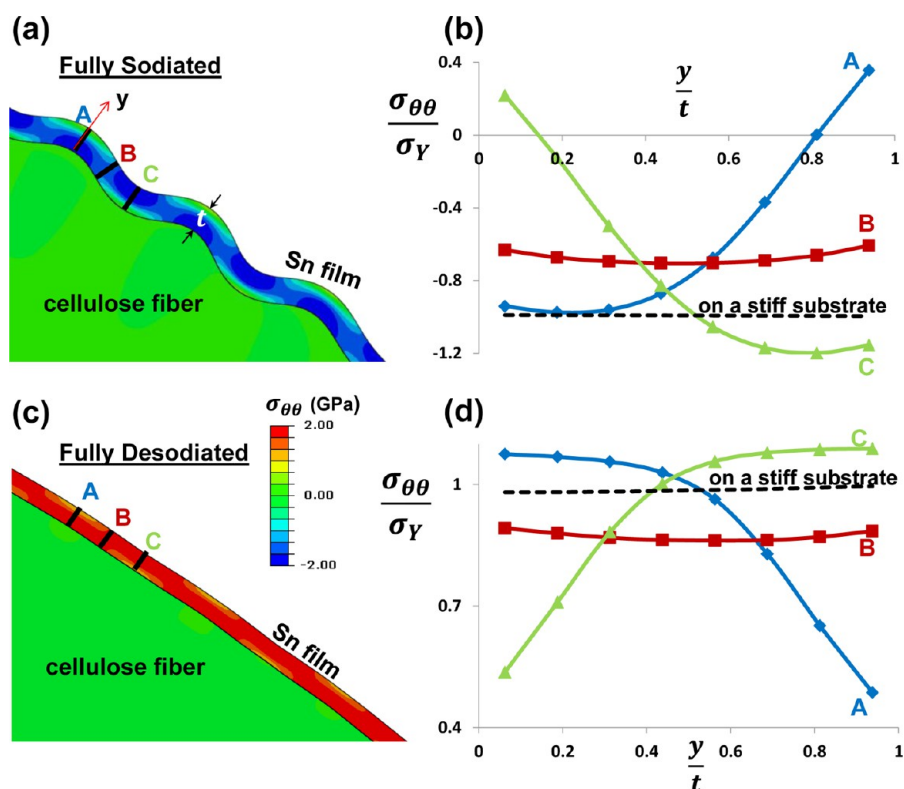 (a)
Fully Sodiated
y
A
B
C
t
Sn film
cellulose fiber
(b)
0.4
0
-0.4
-0.8
-1.2
σθθ
σY
y
t
0 0.2 0.4 0.6 0.8 1
A
B
on a stiff substrate
C
(c)
Fully Desodiated
σθθ (GPa)
2.00
0.00
-2.00
A
B
C
Sn film
cellulose fiber
(d)
1
0.7
0.4
σθθ
σY
C
on a stiff substrate
B
A
0 0.2 0.4 0.6 0.8 1
y
t